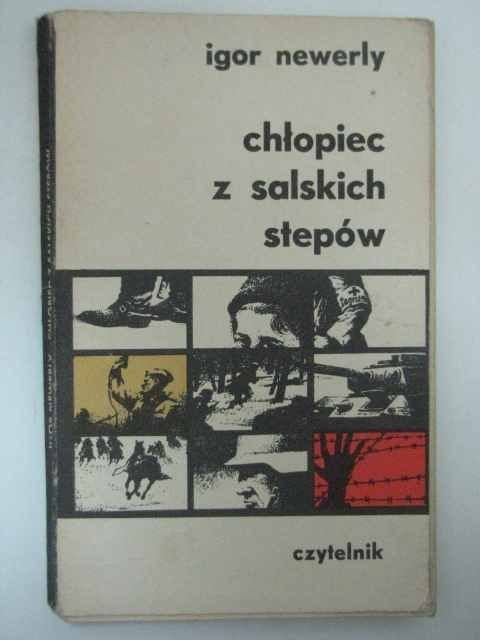 igor newerly
chłopiec
z salskich
stepów
czytelnik